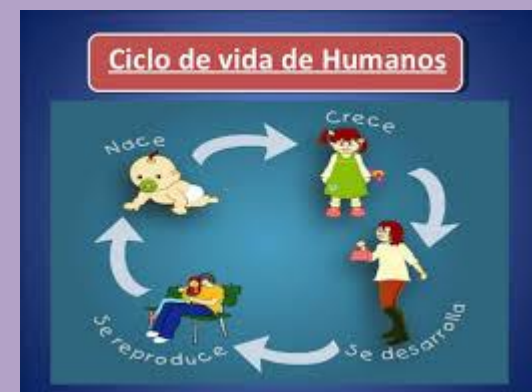 Ciclo de vida de Humanos
Nace
Crece
Se desarrolla
Se reproduce